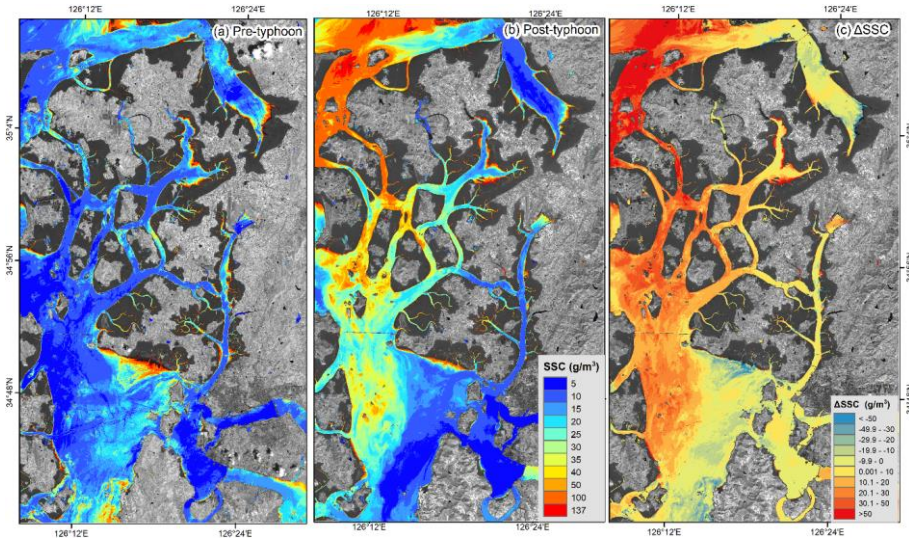 126°12'E
126°24'E
126°12'E
126°24'E
126°12'E
126°24'E
(a) Pre-typhoon
(b) Post-typhoon
(c) ΔSSC
35°4'N
34°56'N
34°48'N
SSC (g/m³)
5
10
15
20
25
30
35
40
50
100
137
ΔSSC (g/m³)
< -50
-49.9 - -30
-29.9 - -20
-19.9 - -10
-9.9 - 0
0.001 - 10
10.1 - 20
20.1 - 30
30.1 - 50
>50
126°12'E
126°24'E
126°12'E
126°24'E
126°12'E
126°24'E